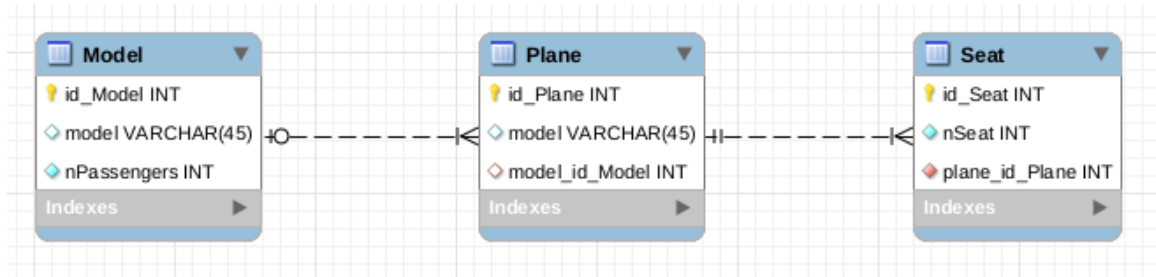 Model
id_Model INT
model VARCHAR(45)
nPassengers INT
Indexes
Plane
id_Plane INT
model VARCHAR(45)
model_id_Model INT
Indexes
Seat
id_Seat INT
nSeat INT
plane_id_Plane INT
Indexes